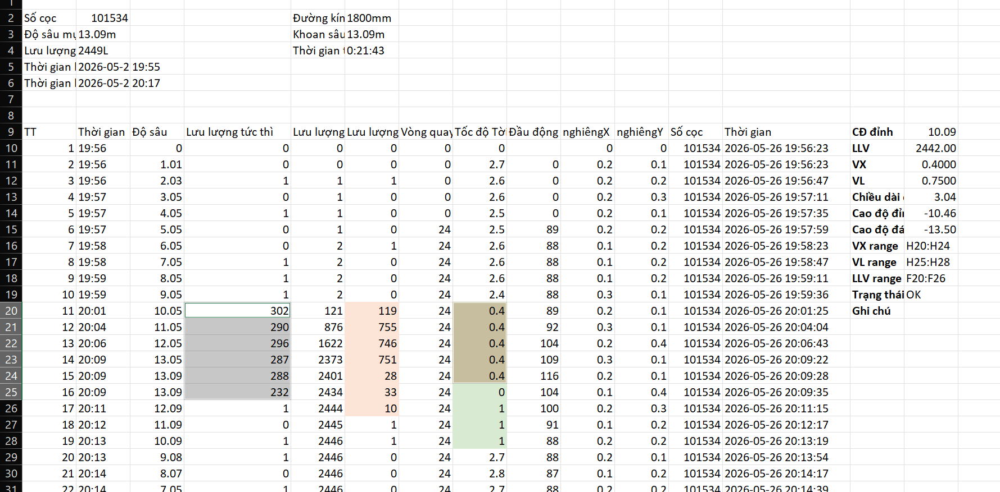 1
2 Số cọc 101534 Đường kín 1800mm
3 Độ sâu mụ 13.09m Khoan sâu 13.09m
4 Lưu lượng 2449L Thời gian t 0:21:43
5 Thời gian l 2026-05-2 19:55
6 Thời gian l 2026-05-2 20:17
7
8
9 TT Thời gian Độ sâu Lưu lượng tức thì Lưu lượng Lưu lượng Vòng quay Tốc độ Tời Đầu động nghiêngX nghiêngY Số cọc Thời gian CĐ đỉnh 10.09
10 1 19:56 0 0 0 0 0 0 0 0 101534 2026-05-26 19:56:23 LLV 2442.00
11 2 19:56 1.01 0 0 0 0 2.7 0 0.2 0.1 101534 2026-05-26 19:56:23 VX 0.4000
12 3 19:56 2.03 1 1 1 0 2.6 0 0.2 0.2 101534 2026-05-26 19:56:47 VL 0.7500
13 4 19:57 3.05 0 1 0 0 2.6 0 0.2 0.3 101534 2026-05-26 19:57:11 Chiều dài 3.04
14 5 19:57 4.05 1 1 0 0 2.5 0 0.2 0.1 101534 2026-05-26 19:57:35 Cao độ đỉn -10.46
15 6 19:57 5.05 0 1 0 24 2.5 89 0.2 0.2 101534 2026-05-26 19:57:59 Cao độ đá -13.50
16 7 19:58 6.05 0 2 1 24 2.6 88 0.1 0.2 101534 2026-05-26 19:58:23 VX range H20:H24
17 8 19:58 7.05 1 2 0 24 2.6 88 0.1 0.2 101534 2026-05-26 19:58:47 VL range H25:H28
18 9 19:59 8.05 1 2 0 24 2.6 88 0.1 0.2 101534 2026-05-26 19:59:11 LLV range F20:F26
19 10 19:59 9.05 1 2 0 24 2.4 88 0.3 0.1 101534 2026-05-26 19:59:36 Trạng thái OK
20 11 20:01 10.05 302 121 119 24 0.4 89 0.2 0.1 101534 2026-05-26 20:01:25 Ghi chú
21 12 20:04 11.05 290 876 755 24 0.4 92 0.3 0.1 101534 2026-05-26 20:04:04
22 13 20:06 12.05 296 1622 746 24 0.4 104 0.2 0.4 101534 2026-05-26 20:06:43
23 14 20:09 13.05 287 2373 751 24 0.4 109 0.3 0.1 101534 2026-05-26 20:09:22
24 15 20:09 13.09 288 2401 28 24 0.4 116 0.2 0.1 101534 2026-05-26 20:09:28
25 16 20:09 13.09 232 2434 33 24 0 104 0.1 0.4 101534 2026-05-26 20:09:35
26 17 20:11 12.09 1 2444 10 24 1 100 0.2 0.3 101534 2026-05-26 20:11:15
27 18 20:12 11.09 0 2445 1 24 1 91 0.1 0.2 101534 2026-05-26 20:12:17
28 19 20:13 10.09 1 2446 1 24 1 88 0.2 0.2 101534 2026-05-26 20:13:19
29 20 20:13 9.08 1 2446 0 24 2.7 88 0.2 0.1 101534 2026-05-26 20:13:54
30 21 20:14 8.07 0 2446 0 24 2.8 87 0.1 0.2 101534 2026-05-26 20:14:17
31 22 20:14 7.05 1 2446 0 24 2.7 88 0.2 0.2 101534 2026-05-26 20:14:39